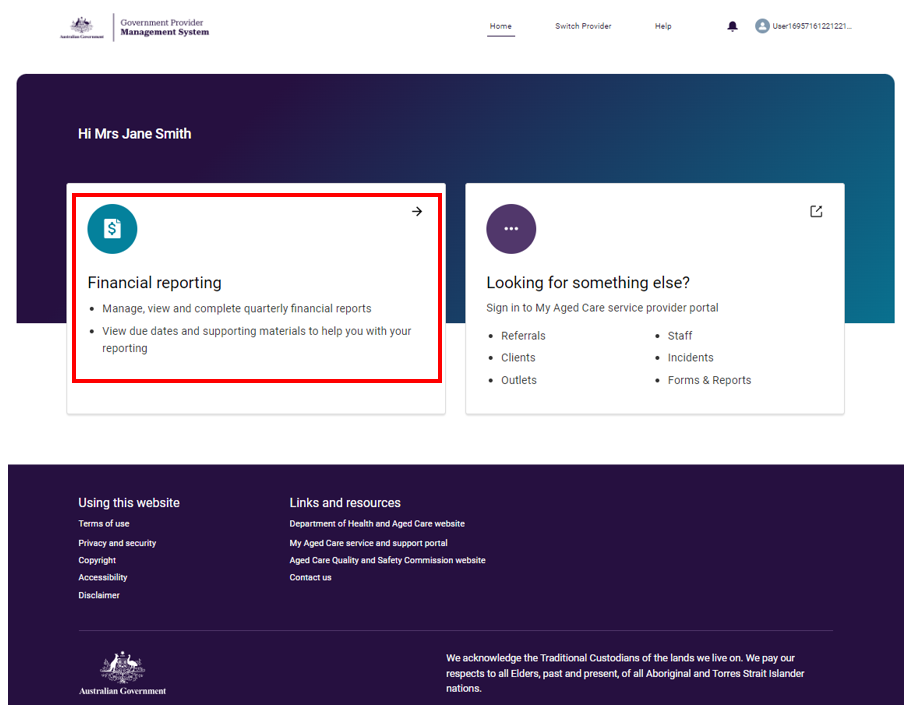 Australian Government
Government Provider
Management System
Home
Switch Provider
Help
User16957161221221...
Hi Mrs Jane Smith
Financial reporting
• Manage, view and complete quarterly financial reports
• View due dates and supporting materials to help you with your
reporting
Looking for something else?
Sign in to My Aged Care service provider portal
• Referrals
• Clients
• Outlets
• Staff
• Incidents
• Forms & Reports
Using this website
Terms of use
Privacy and security
Copyright
Accessibility
Disclaimer
Links and resources
Department of Health and Aged Care website
My Aged Care service and support portal
Aged Care Quality and Safety Commission website
Contact us
Australian Government
We acknowledge the Traditional Custodians of the lands we live on. We pay our
respects to all Elders, past and present, of all Aboriginal and Torres Strait Islander
nations.